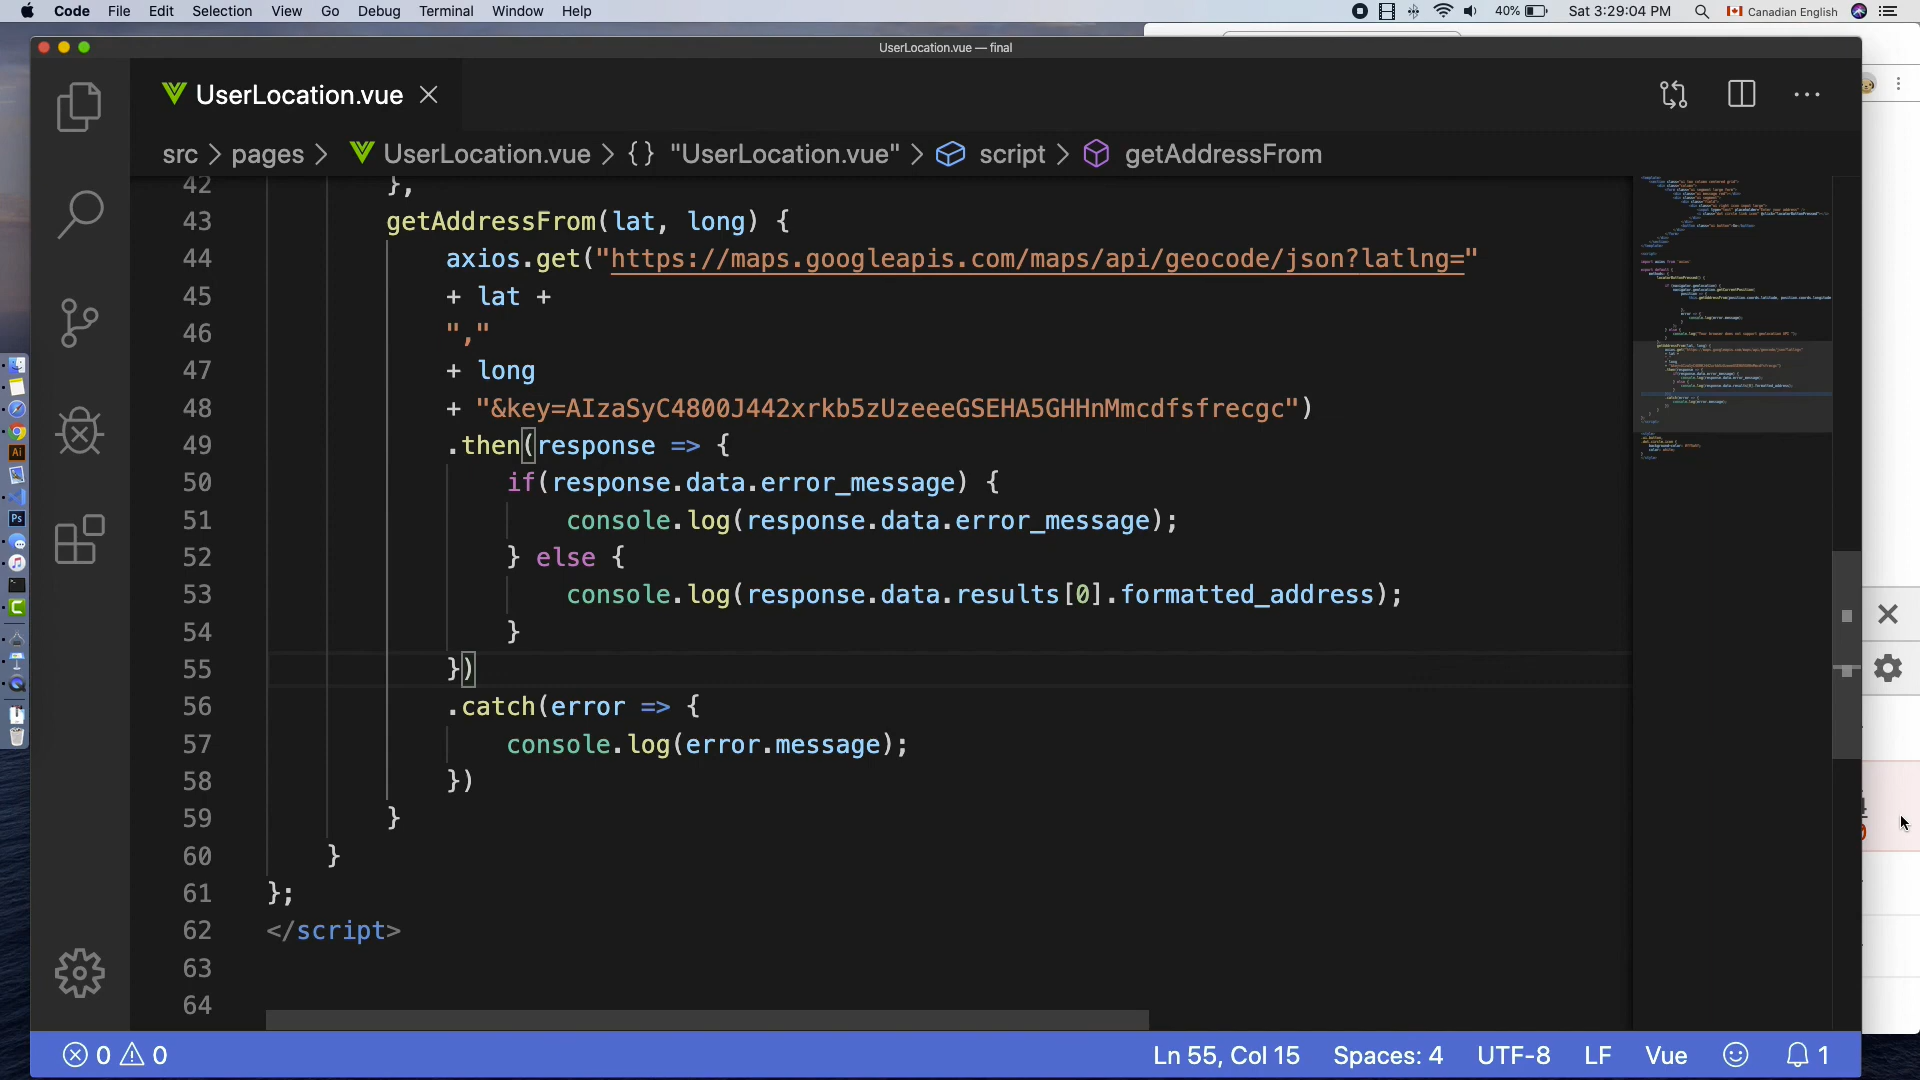 Code File Edit Selection View Go Debug Terminal Window Help 40% Sat 3:29:04 PM Canadian English
UserLocation.vue — final
UserLocation.vue
src > pages > UserLocation.vue > {} "UserLocation.vue" > script > getAddressFrom
42 },
43 getAddressFrom(lat, long) {
44 axios.get("https://maps.googleapis.com/maps/api/geocode/json?latlng="
45 + lat +
46 ","
47 + long
48 + "&key=AIzaSyC4800J442xrkb5zUzeeeGSEHA5GHHnMmcdfsfrecgc")
49 .then(response => {
50 if(response.data.error_message) {
51 console.log(response.data.error_message);
52 } else {
53 console.log(response.data.results[0].formatted_address);
54 }
55 })
56 .catch(error => {
57 console.log(error.message);
58 })
59 }
60 }
61 };
62 </script>
63
64
Ai
Ps
0 0 Ln 55, Col 15 Spaces: 4 UTF-8 LF Vue 1